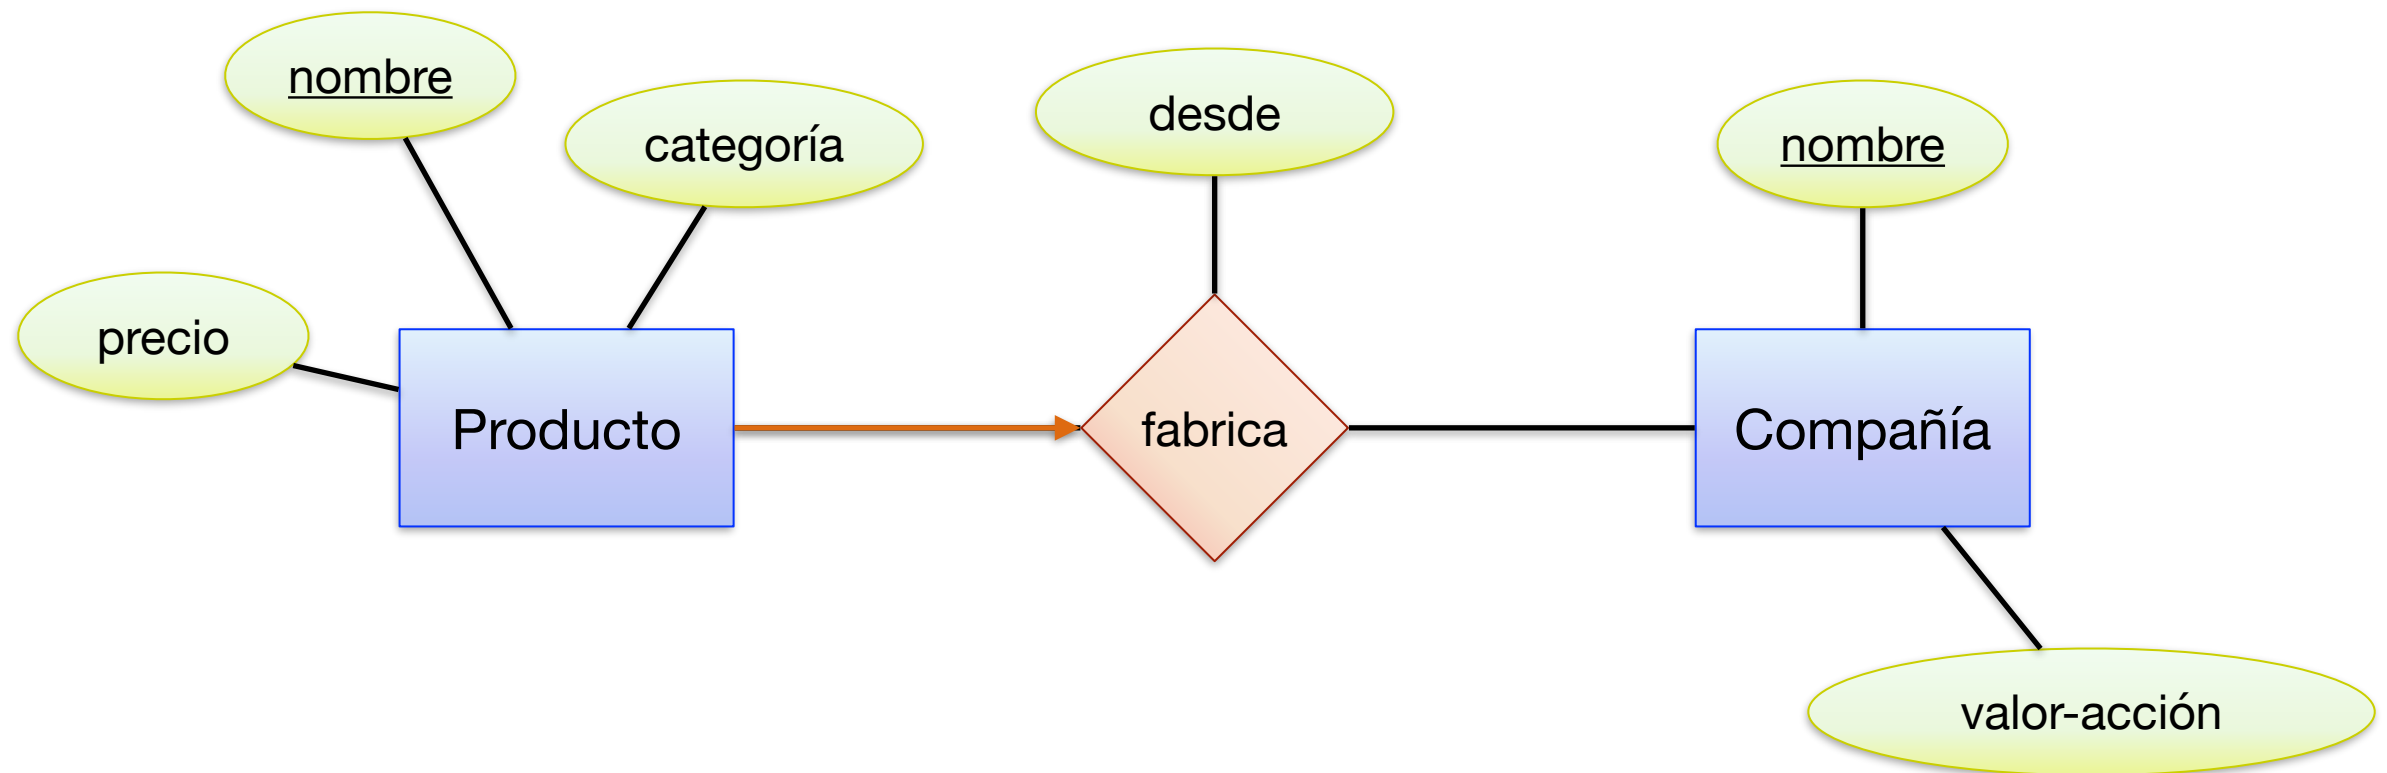 nombre
categoría
desde
nombre
precio
Producto
fabrica
Compañía
valor-acción